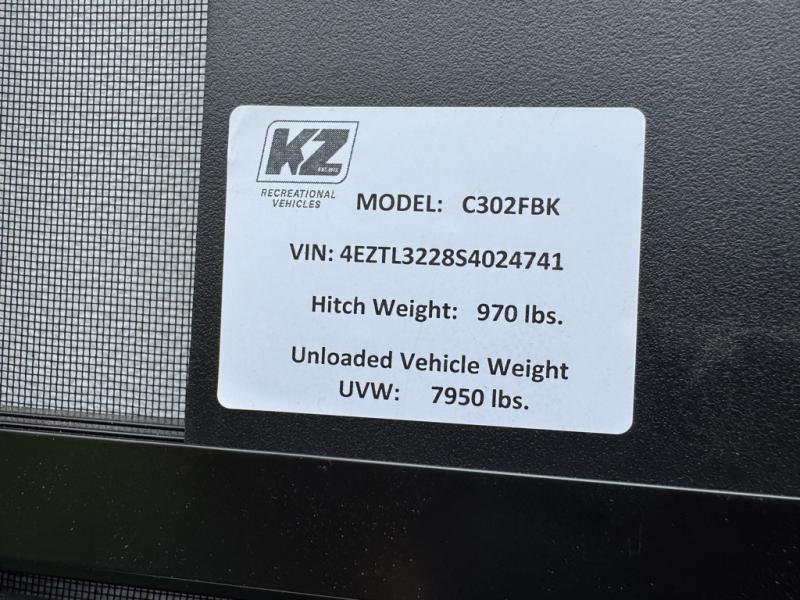 KZ
EST. 1972
RECREATIONAL
VEHICLES
MODEL: C302FBK
VIN: 4EZTL3228S4024741
Hitch Weight: 970 lbs.
Unloaded Vehicle Weight
UVW: 7950 lbs.